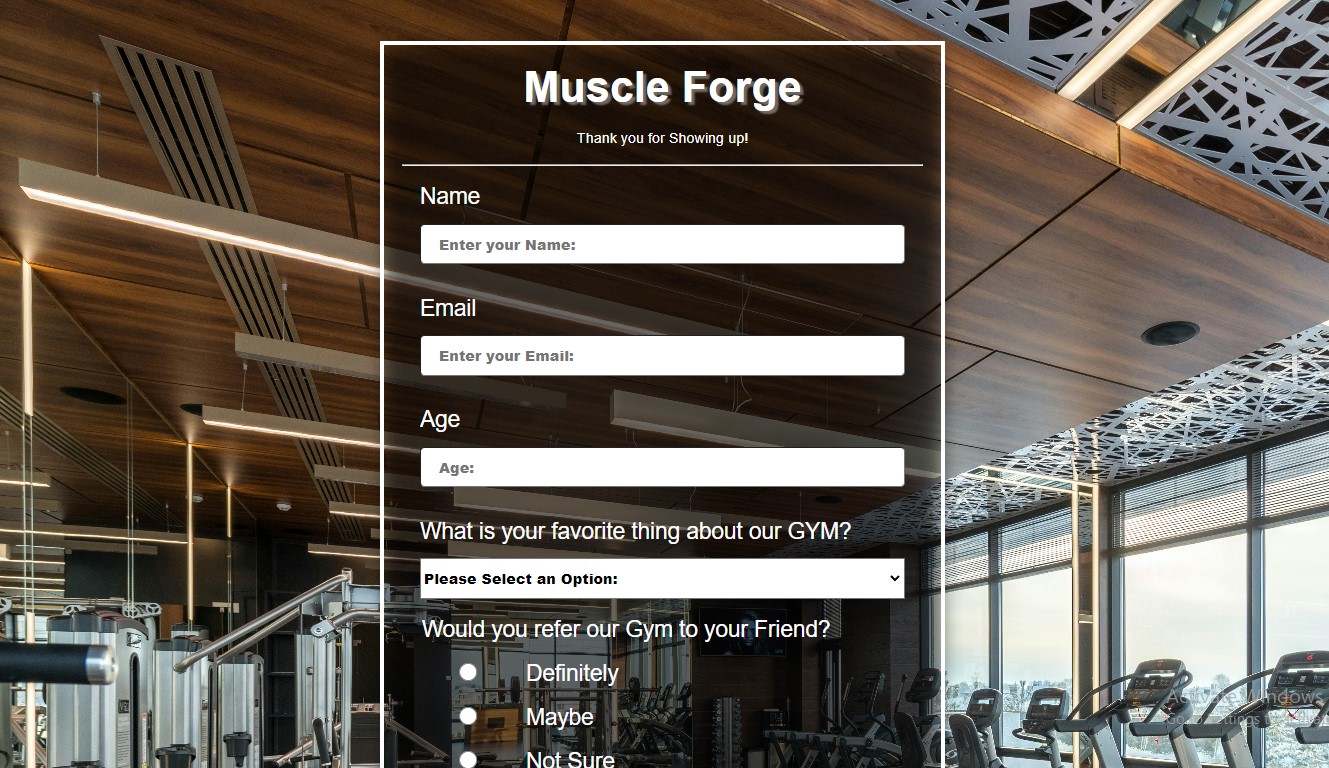 Muscle Forge
Thank you for Showing up!
Name
Enter your Name:
Email
Enter your Email:
Age
Age:
What is your favorite thing about our GYM?
Please Select an Option:
Would you refer our Gym to your Friend?
Definitely
Maybe
Not Sure
Activate Windows
Go to Settings to